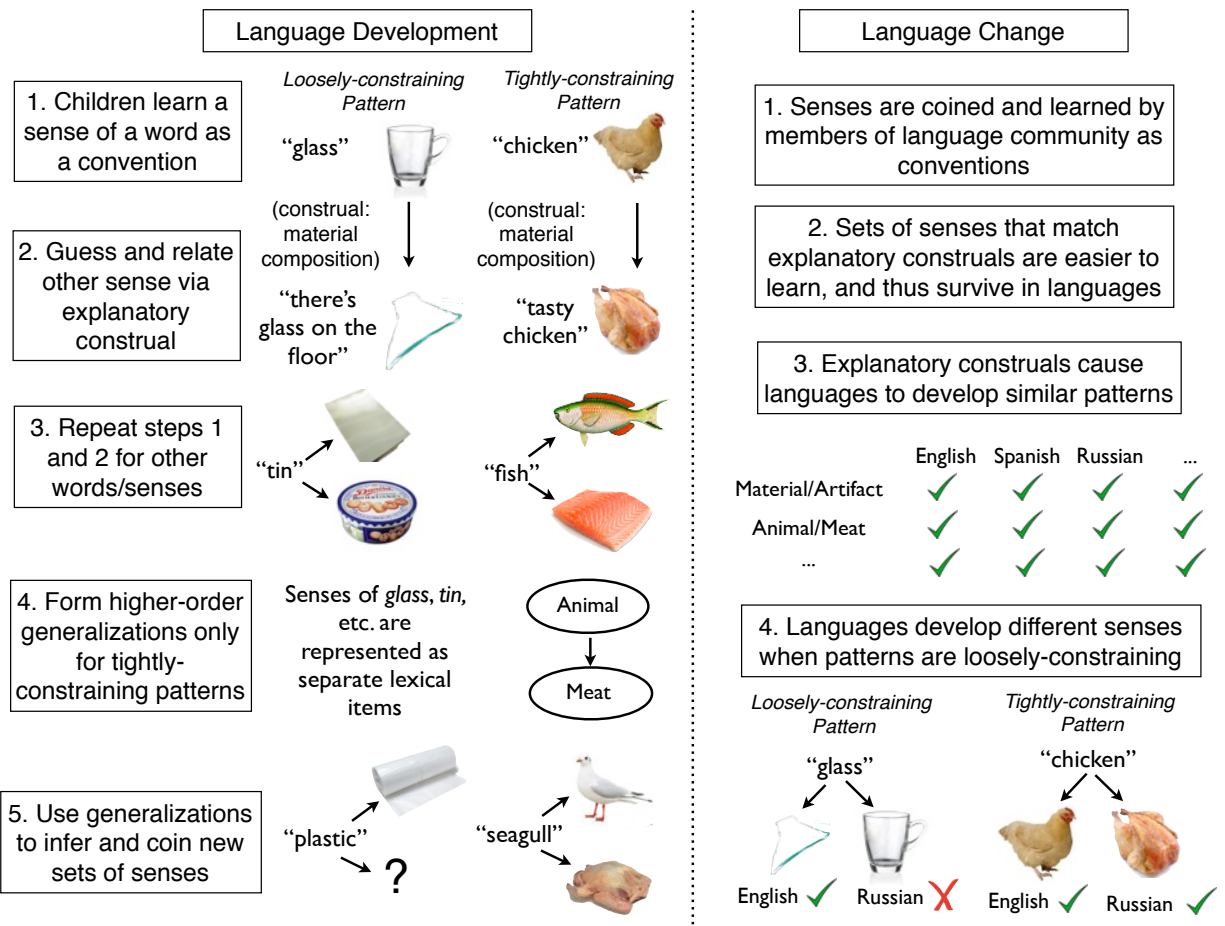 Language Development
Loosely-constraining
Pattern
Tightly-constraining
Pattern
1. Children learn a
sense of a word as
a convention
“glass”
“chicken”
(construal:
material
composition)
(construal:
material
composition)
2. Guess and relate
other sense via
explanatory
construal
“there’s
glass on the
floor”
“tasty
chicken”
3. Repeat steps 1
and 2 for other
words/senses
“tin”
“fish”
4. Form higher-order
generalizations only
for tightly-
constraining patterns
Senses of glass, tin,
etc. are
represented as
separate lexical
items
Animal
Meat
5. Use generalizations
to infer and coin new
sets of senses
“plastic”
?
“seagull”
Language Change
1. Senses are coined and learned by
members of language community as
conventions
2. Sets of senses that match
explanatory construals are easier to
learn, and thus survive in languages
3. Explanatory construals cause
languages to develop similar patterns
English Spanish Russian ...
Material/Artifact
Animal/Meat
...
4. Languages develop different senses
when patterns are loosely-constraining
Loosely-constraining
Pattern
Tightly-constraining
Pattern
“glass”
“chicken”
English
Russian
English
Russian